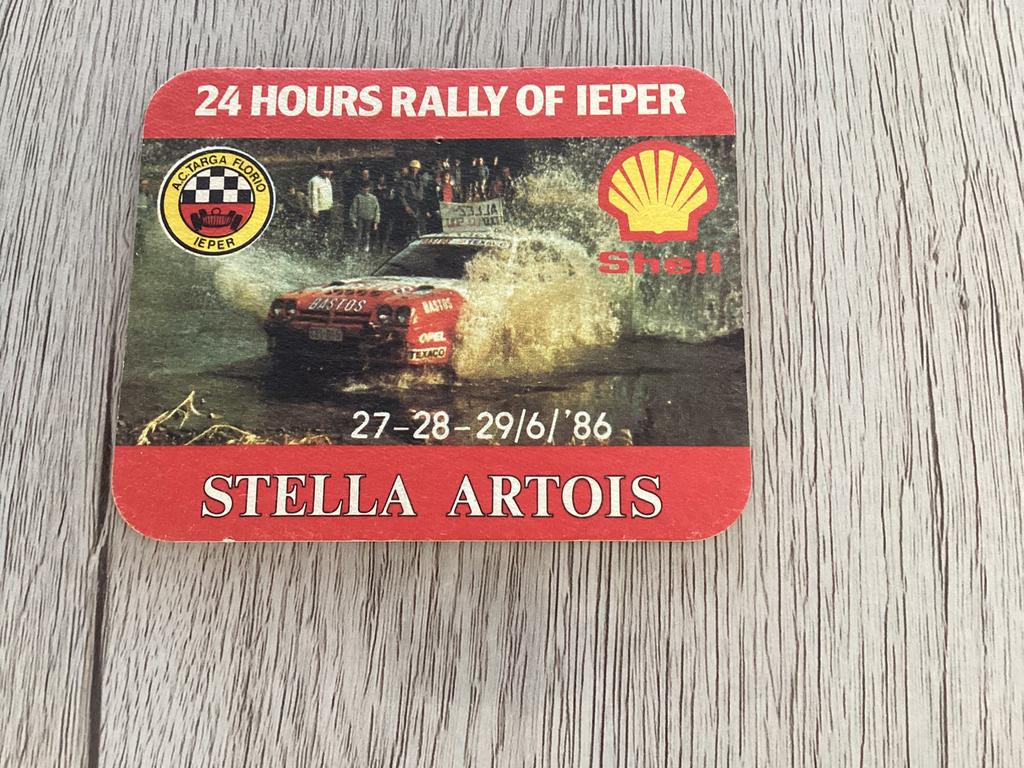 24 HOURS RALLY OF IEPER
A.C. TARGA FLORIO
IEPER
Shell
BASTOS
BASTOS
OPEL
TEXACO
27-28-29/6/'86
STELLA ARTOIS